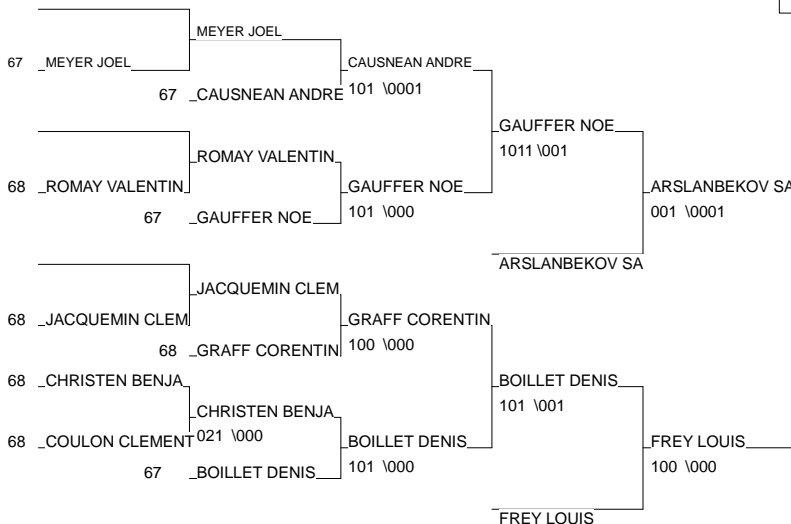 MEYER JOEL
67 MEYER JOEL CAUSNEAN ANDRE
67 CAUSNEAN ANDRE 101 \0001
GAUFFER NOE
1011 \001
ROMAY VALENTIN
68 ROMAY VALENTIN GAUFFER NOE ARSLANBEKOV SA
67 GAUFFER NOE 101 \000 001 \0001
ARSLANBEKOV SA
JACQUEMIN CLEM
68 JACQUEMIN CLEM GRAFF CORENTIN
68 GRAFF CORENTIN 100 \000
68 CHRISTEN BENJA BOILLET DENIS
CHRISTEN BENJA 101 \001
021 \000
68 COULON CLEMENT BOILLET DENIS FREY LOUIS
67 BOILLET DENIS 101 \000 100 \000
FREY LOUIS